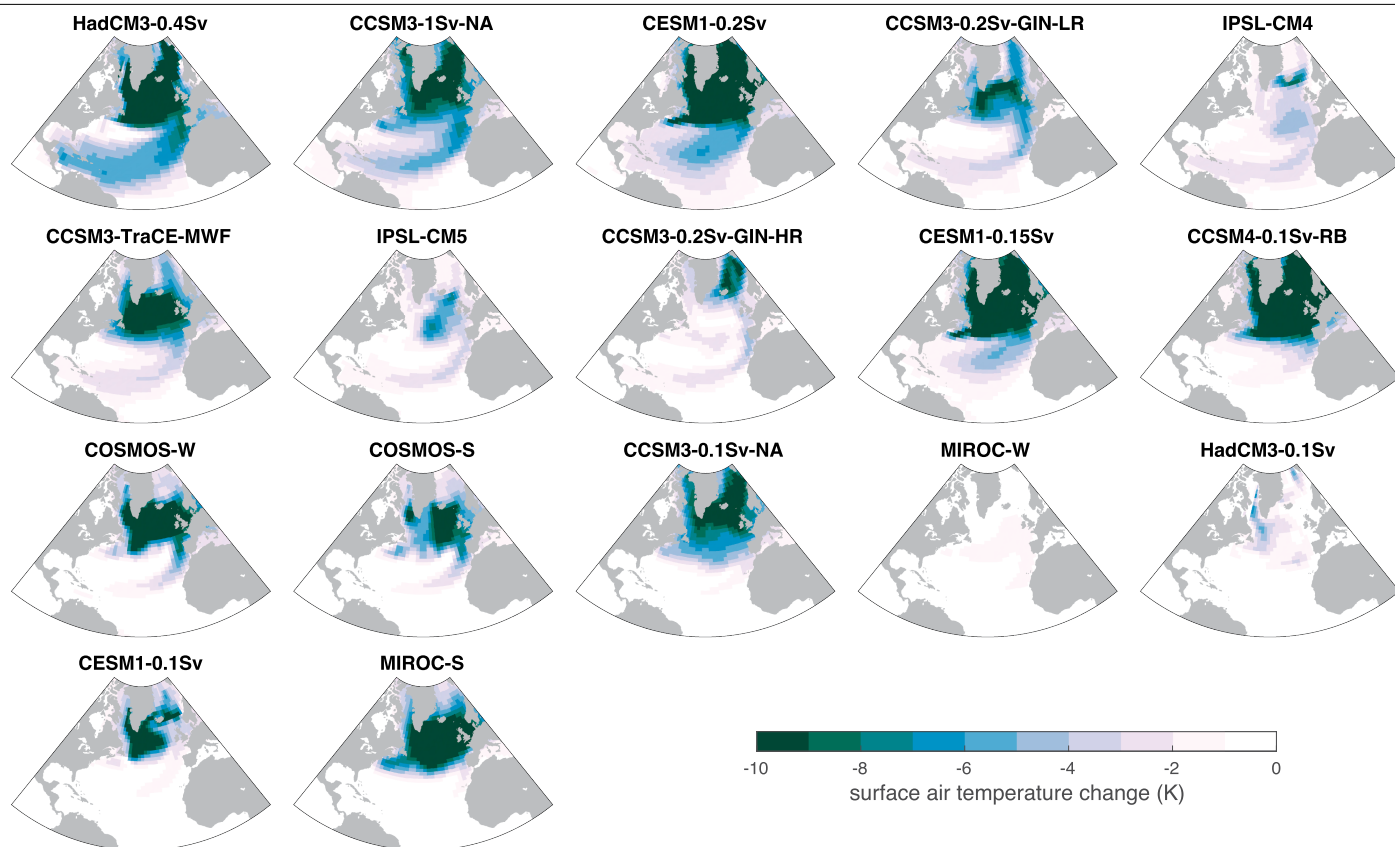 HadCM3-0.4Sv CCSM3-1Sv-NA CESM1-0.2Sv CCSM3-0.2Sv-GIN-LR IPSL-CM4
CCSM3-TraCE-MWF IPSL-CM5 CCSM3-0.2Sv-GIN-HR CESM1-0.15Sv CCSM4-0.1Sv-RB
COSMOS-W COSMOS-S CCSM3-0.1Sv-NA MIROC-W HadCM3-0.1Sv
CESM1-0.1Sv MIROC-S
-10 -8 -6 -4 -2 0
surface air temperature change (K)